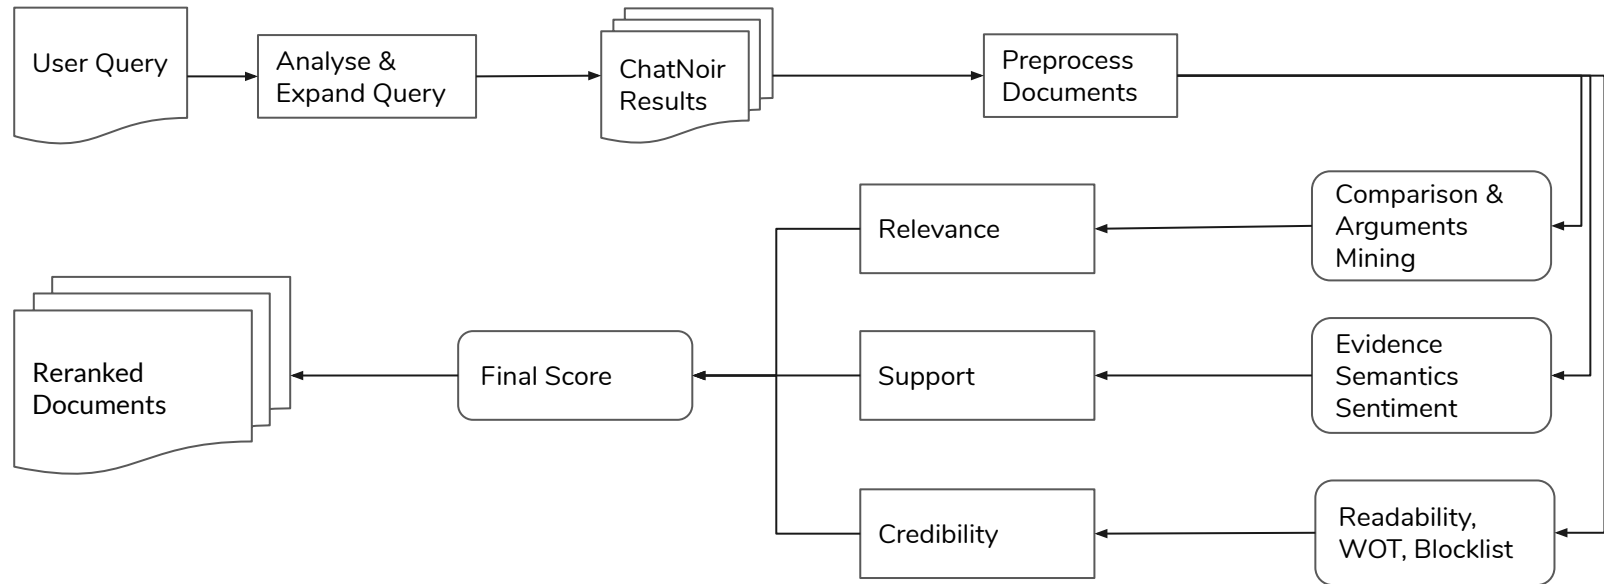 User Query
Analyse &
Expand Query
ChatNoir
Results
Preprocess
Documents
Comparison &
Arguments
Mining
Relevance
Evidence
Semantics
Sentiment
Support
Readability,
WOT, Blocklist
Credibility
Final Score
Reranked
Documents